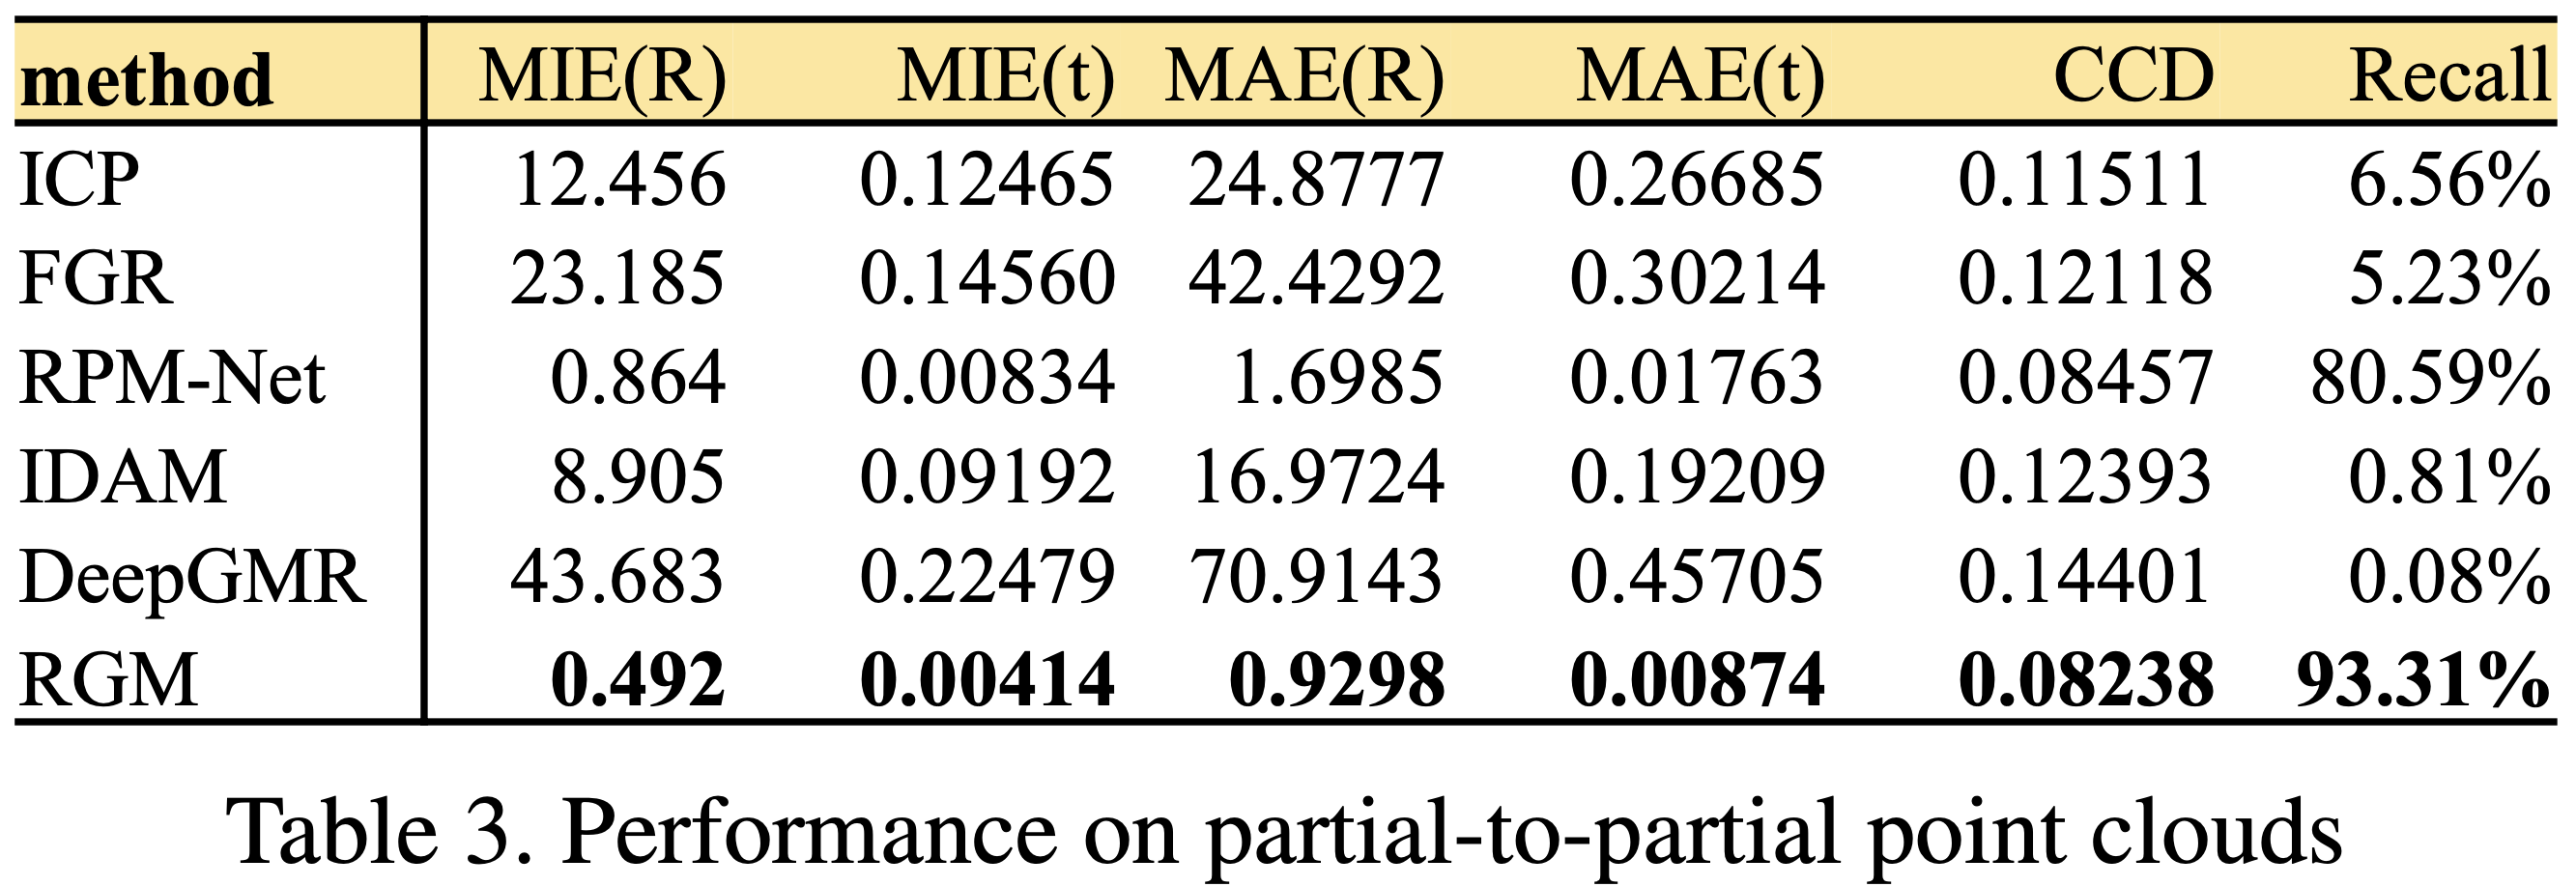 method MIE(R) MIE(t) MAE(R) MAE(t) CCD Recall
ICP 12.456 0.12465 24.8777 0.26685 0.11511 6.56%
FGR 23.185 0.14560 42.4292 0.30214 0.12118 5.23%
RPM-Net 0.864 0.00834 1.6985 0.01763 0.08457 80.59%
IDAM 8.905 0.09192 16.9724 0.19209 0.12393 0.81%
DeepGMR 43.683 0.22479 70.9143 0.45705 0.14401 0.08%
RGM 0.492 0.00414 0.9298 0.00874 0.08238 93.31%
Table 3. Performance on partial-to-partial point clouds